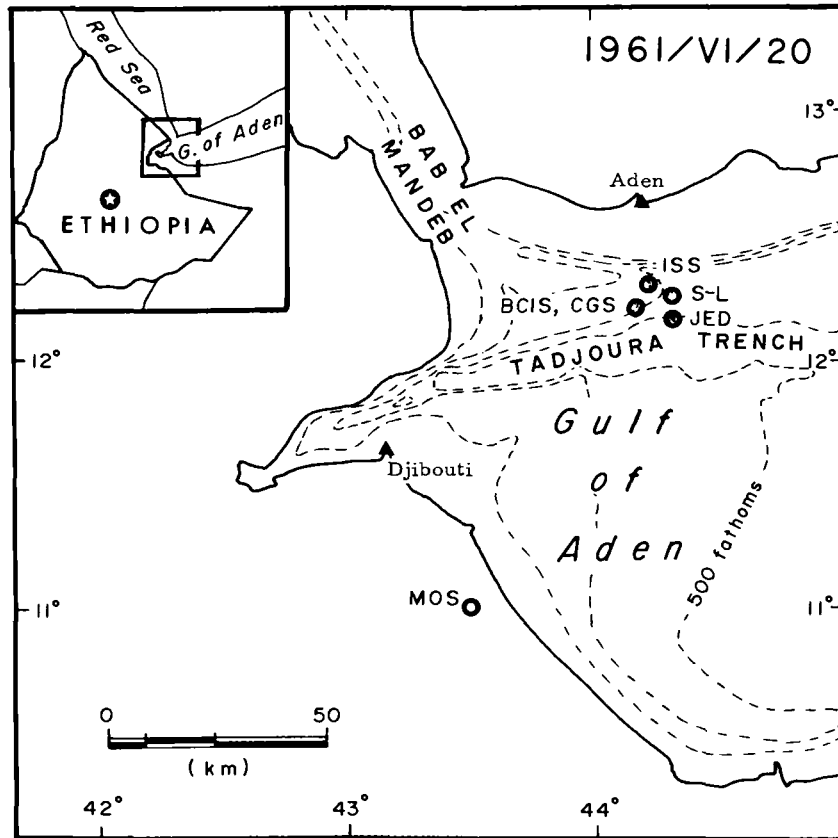 1961/VI/20
Red Sea
G. of Aden
ETHIOPIA
13°
BAB EL
MANDEB
Aden
ISS
S-L
BCIS, CGS
JED
12°
12°
TADJOURA TRENCH
Gulf
of
Aden
Djibouti
500 fathoms
MOS
11°
11°
0 50
(km)
42° 43° 44°